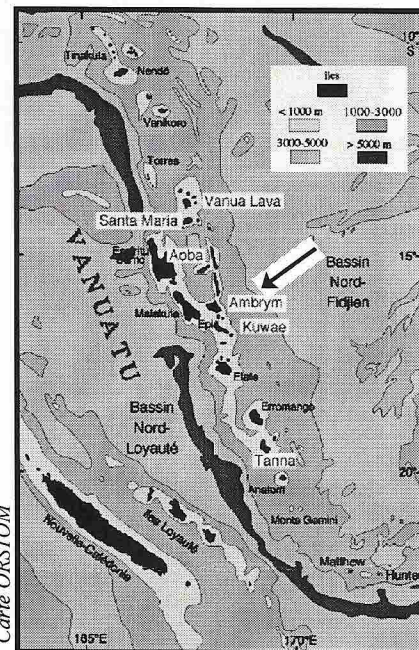 10°
S
Tinakula
Nendö
Vanikoro
Torres
Iles
< 1000 m
1000-3000
3000-5000
> 5000 m
Vanua Lava
Santa Maria
Aoba
15°
VANUATU
Bassin
Nord-
Fidjien
Ambrym
Malakula
Epi
Kuwae
Efate
Bassin
Nord-
Loyauté
Erromango
Tanna
20°
Anatom
Iles Loyauté
Nouvelle-Calédonie
Monts Gemini
Matthew
Hunter
165°E
170°E
Carte ORSTOM